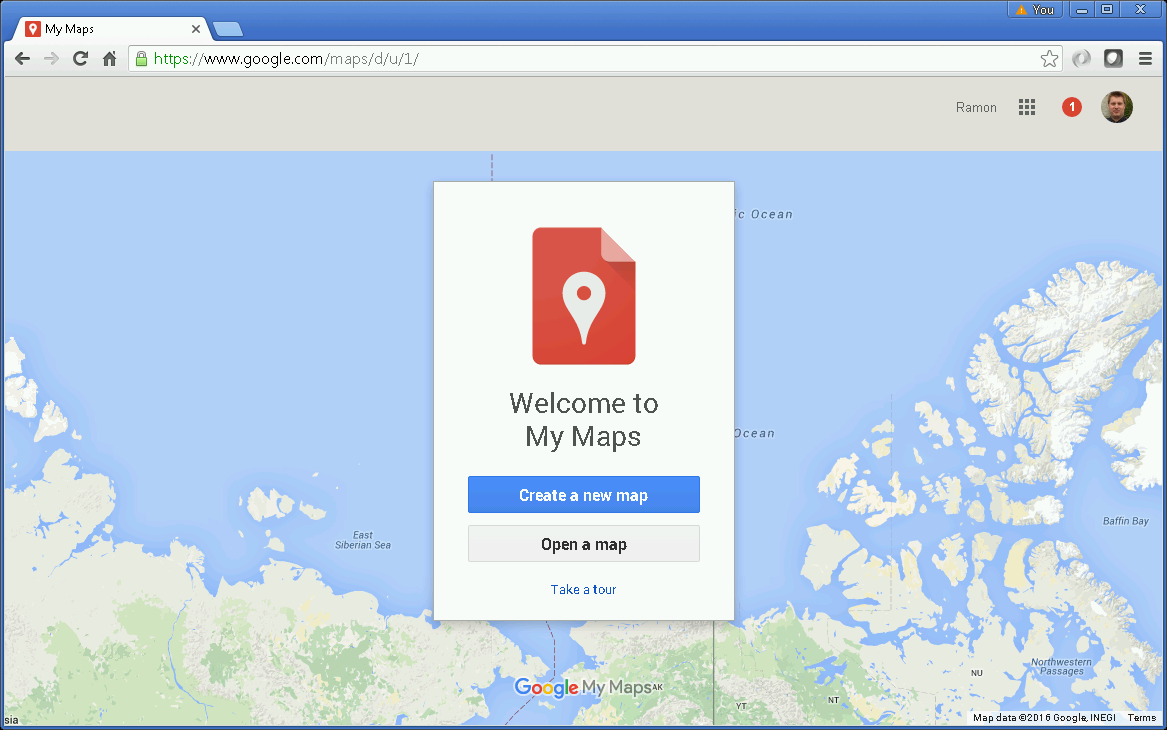 You
My Maps
https://www.google.com/maps/d/u/1/
Ramon
1
ic Ocean
Welcome to
My Maps
Ocean
Create a new map
Baffin Bay
East
Siberian Sea
Open a map
Take a tour
Northwestern
Passages
NU
Google My Maps
AK
NT
YT
sia
Map data ©2016 Google, INEGI
Terms